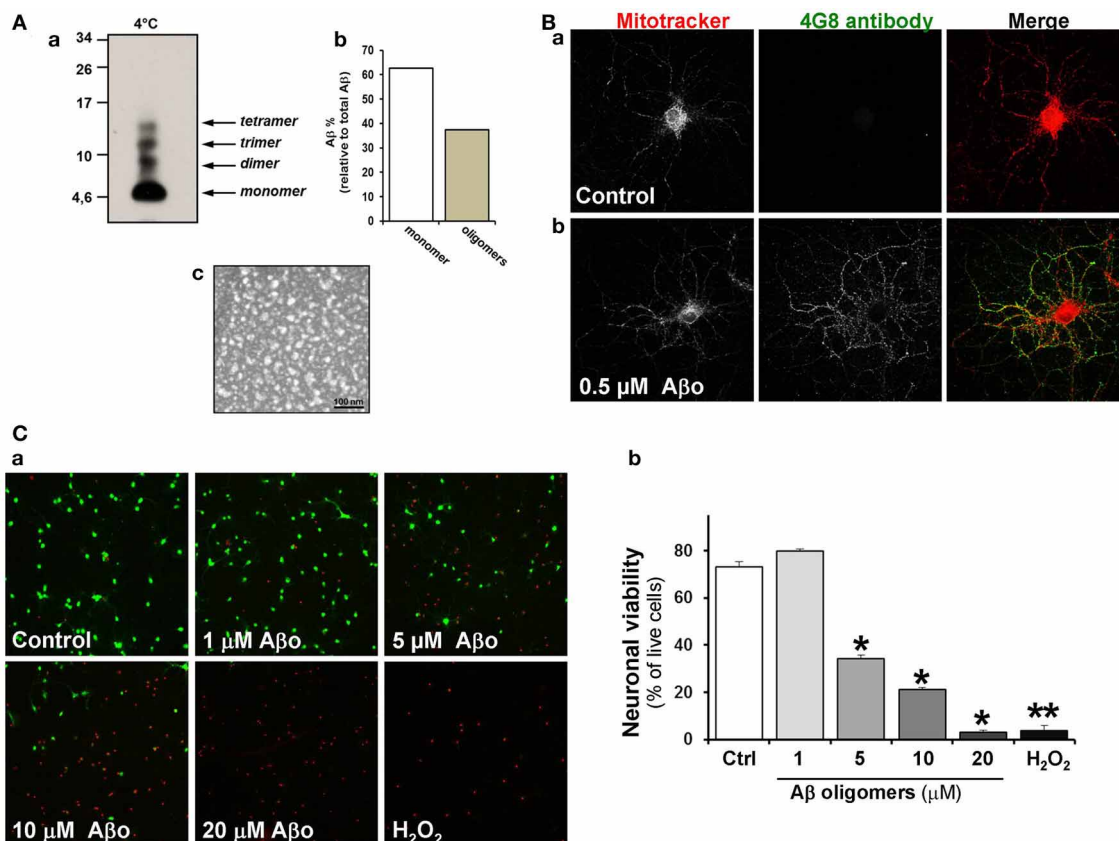 A
a
4°C
34
26
17
10
4,6
tetramer
trimer
dimer
monomer
b
Aβ %
(relative to total Aβ)
70
60
50
40
30
20
10
0
monomer
oligomers
c
100 nm
B
Mitotracker
4G8 antibody
Merge
a
Control
b
0.5 µM Aβo
C
a
Control
1 µM Aβo
5 µM Aβo
10 µM Aβo
20 µM Aβo
H₂O₂
b
Neuronal viability
(% of live cells)
80
60
40
20
0
*
*
*
**
Ctrl
1
5
10
20
H₂O₂
Aβ oligomers (µM)